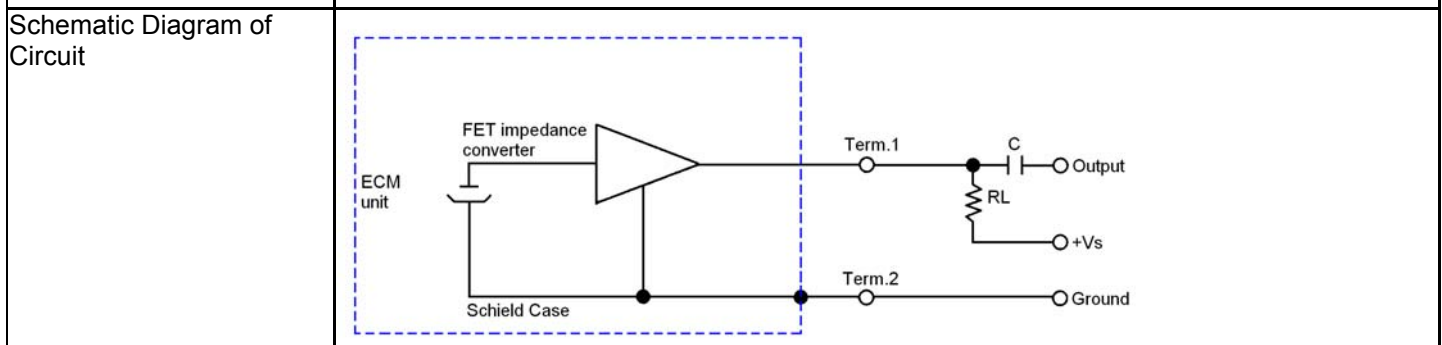 Schematic Diagram of
Circuit
FET impedance
converter
ECM
unit
Schield Case
Term.1
C
Output
RL
+Vs
Term.2
Ground